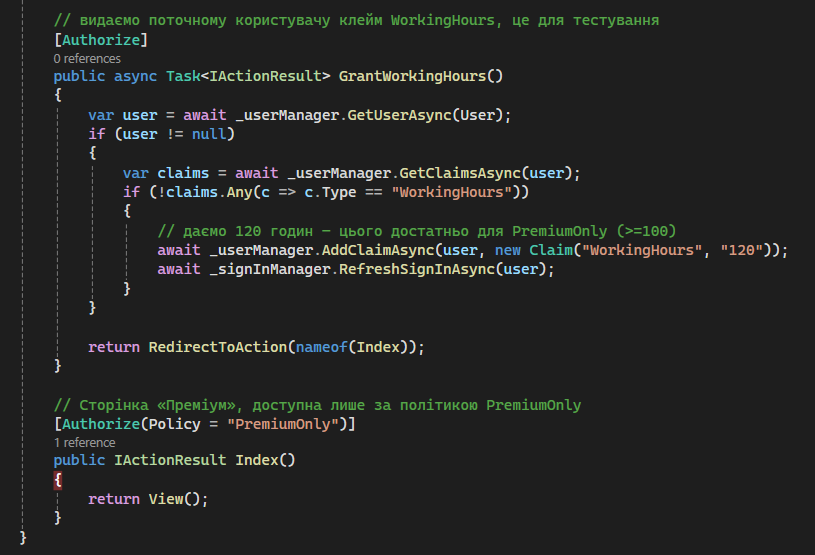 // видаємо поточному користувачу клейм WorkingHours, це для тестування
[Authorize]
0 references
public async Task<IActionResult> GrantWorkingHours()
{
var user = await _userManager.GetUserAsync(User);
if (user != null)
{
var claims = await _userManager.GetClaimsAsync(user);
if (!claims.Any(c => c.Type == "WorkingHours"))
{
// даємо 120 годин — цього достатньо для PremiumOnly (>=100)
await _userManager.AddClaimAsync(user, new Claim("WorkingHours", "120"));
await _signInManager.RefreshSignInAsync(user);
}
}
return RedirectToAction(nameof(Index));
}
// Сторінка «Преміум», доступна лише за політикою PremiumOnly
[Authorize(Policy = "PremiumOnly")]
1 reference
public IActionResult Index()
{
return View();
}
}